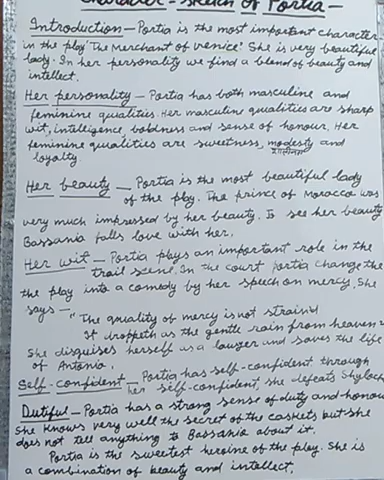 Character - Sketch of Portia -
Introduction - Portia is the most important character
in the play 'The Merchant of Venice.' She is very beautiful
lady. In her personality we find a blend of beauty and
intellect.
Her personality - Portia has both masculine and
feminine qualities. Her masculine qualities are sharp
wit, intelligence, boldness and sense of honour. Her
feminine qualities are sweetness, modesty and
loyalty.
Her beauty - Portia is the most beautiful lady
of the play. The prince of Morocco was
very much impressed by her beauty. To see her beauty
Bassania falls love with her.
Her wit - Portia plays an important role in the
trail scene. In the court portia change the
the play into a comedy by her speech on mercy. She
says -
"The quality of mercy is not strain'd
It droppeth as the gentle rain from heaven"
She disguises herself as a lawyer and saves the life
of Antonia.
Self-confident - Portia has self-confident through
her self-confident, she defeats Shylock
Dutiful - Portia has a strong sense of duty and honour
She knows very well the secret of the caskets but she
does not tell anything to Bassania about it.
Portia is the sweetest heroine of the play. She is
a combination of beauty and intellect.